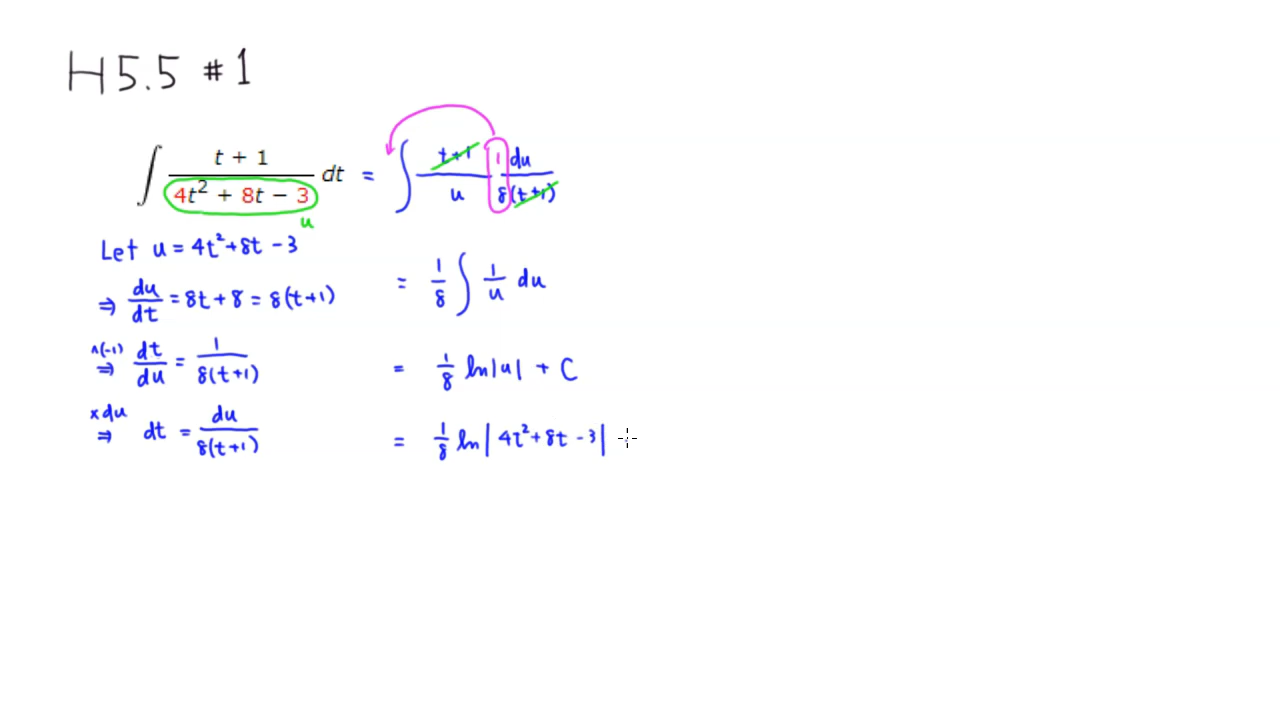 H5.5 #1
∫ (t + 1)/(4t² + 8t − 3) dt = ∫ (t+1)/u · 1 du/(8(t+1))
u
Let u = 4t²+8t −3
⇒ du/dt = 8t+8 = 8(t+1)
= 1/8 ∫ 1/u du
^(-1) ⇒ dt/du = 1/(8(t+1))
= 1/8 ln|u| + C
×du ⇒ dt = du/(8(t+1))
= 1/8 ln|4t²+8t −3|